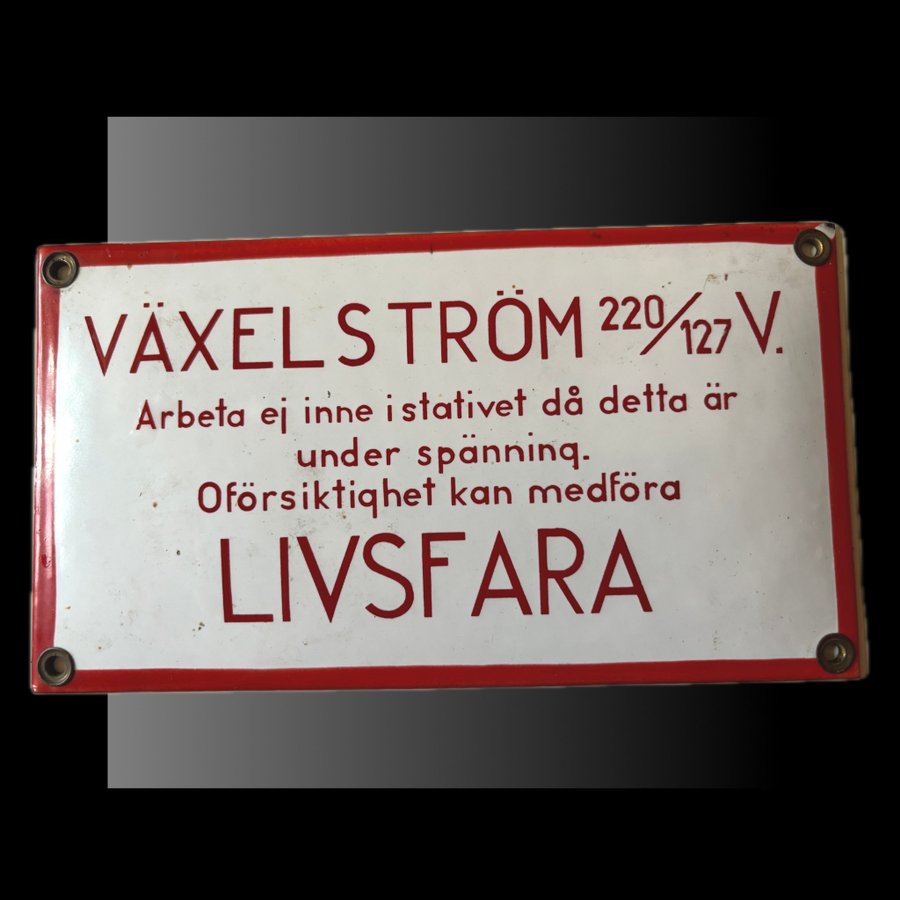 VÄXELSTRÖM 220/127 V.
Arbeta ej inne i stativet då detta är
under spänning.
Oförsiktighet kan medföra
LIVSFARA